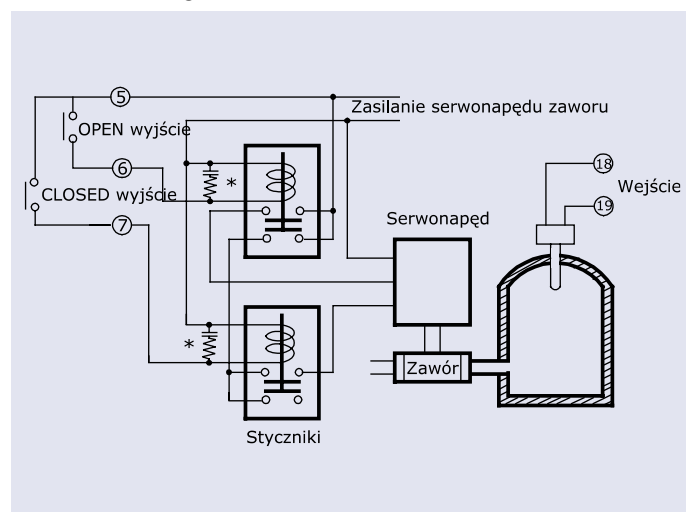 5
Zasilanie serwonapędu zaworu
OPEN wyjście
6
*
CLOSED wyjście
7
18
Wejście
19
Serwonapęd
*
Zawór
Styczniki